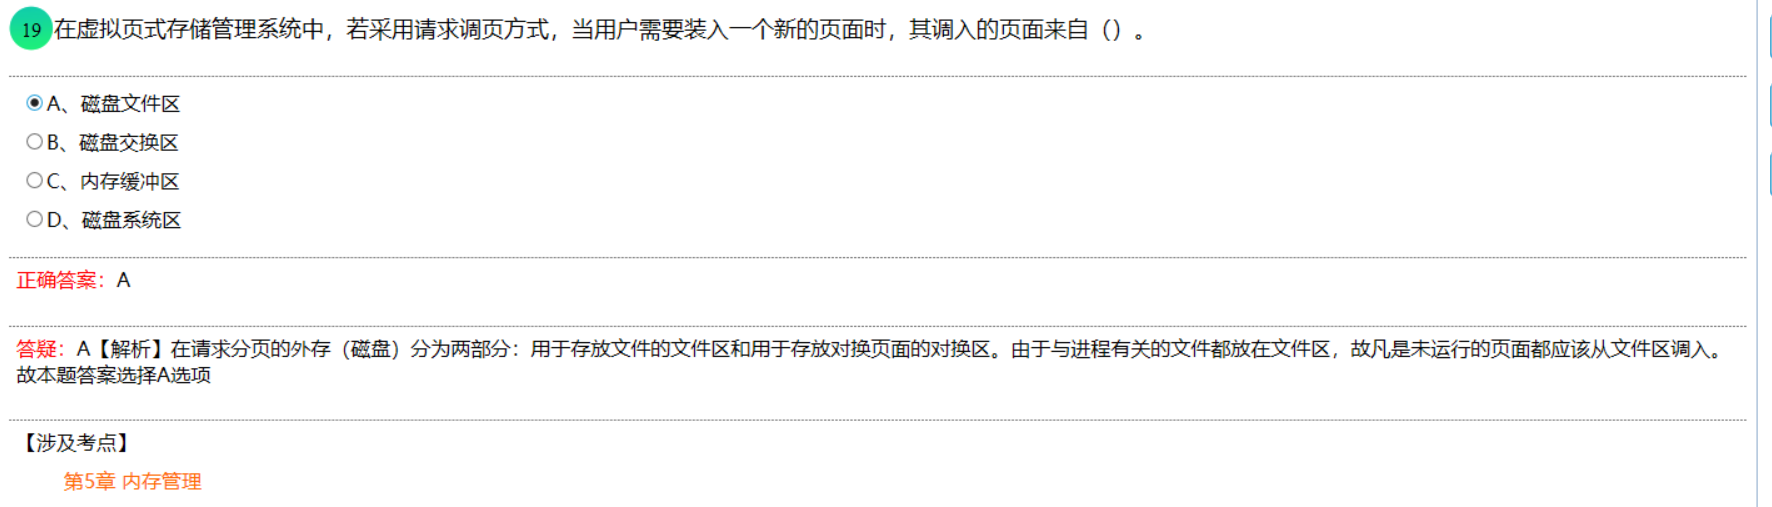 19 在虚拟页式存储管理系统中，若采用请求调页方式，当用户需要装入一个新的页面时，其调入的页面来自（）。
A、磁盘文件区
B、磁盘交换区
C、内存缓冲区
D、磁盘系统区
正确答案：A
答疑：A【解析】在请求分页的外存（磁盘）分为两部分：用于存放文件的文件区和用于存放对换页面的对换区。由于与进程有关的文件都放在文件区，故凡是未运行的页面都应该从文件区调入。
故本题答案选择A选项
【涉及考点】
第5章 内存管理